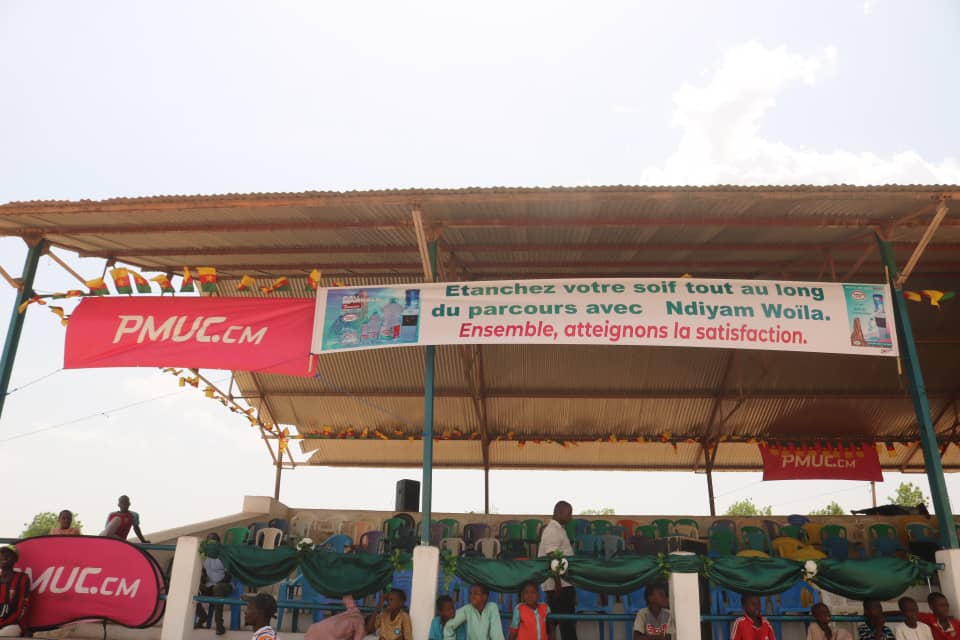 PMUC.CM
Etanchez votre soif tout au long
du parcours avec Ndiyam Woïla.
Ensemble, atteignons la satisfaction.
PMUC.CM
PMUC.CM